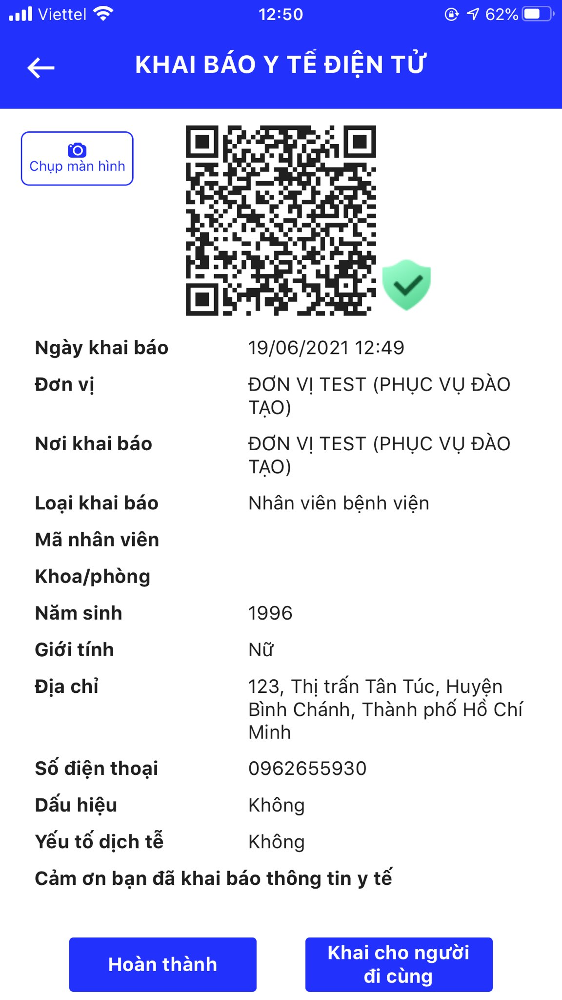 Viettel 12:50 62%
KHAI BÁO Y TẾ ĐIỆN TỬ
Chụp màn hình
Ngày khai báo 19/06/2021 12:49
Đơn vị ĐƠN VỊ TEST (PHỤC VỤ ĐÀO
TẠO)
Nơi khai báo ĐƠN VỊ TEST (PHỤC VỤ ĐÀO
TẠO)
Loại khai báo Nhân viên bệnh viện
Mã nhân viên
Khoa/phòng
Năm sinh 1996
Giới tính Nữ
Địa chỉ 123, Thị trấn Tân Túc, Huyện
Bình Chánh, Thành phố Hồ Chí
Minh
Số điện thoại 0962655930
Dấu hiệu Không
Yếu tố dịch tễ Không
Cảm ơn bạn đã khai báo thông tin y tế
Hoàn thành
Khai cho người
đi cùng